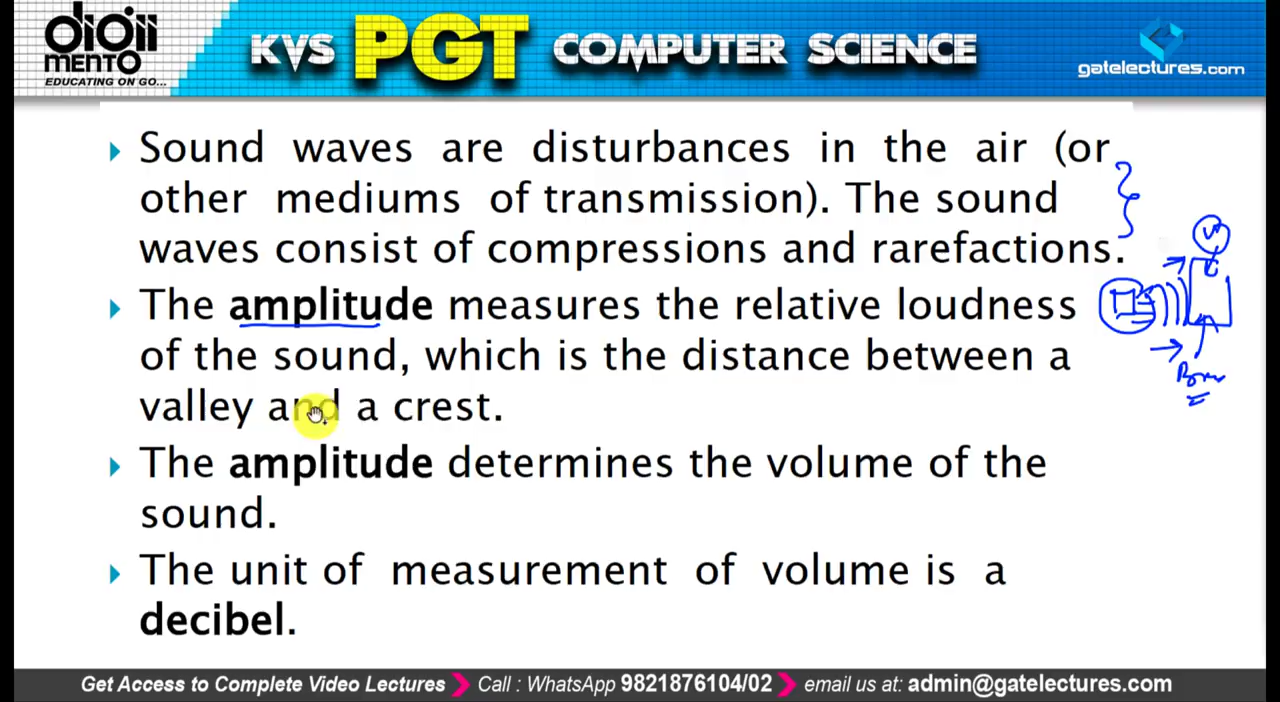 digii
mento
EDUCATING ON GO...
KVS PGT COMPUTER SCIENCE
gatelectures.com
Sound waves are disturbances in the air (or
other mediums of transmission). The sound
waves consist of compressions and rarefactions.
The amplitude measures the relative loudness
of the sound, which is the distance between a
valley and a crest.
The amplitude determines the volume of the
sound.
The unit of measurement of volume is a
decibel.
Get Access to Complete Video Lectures Call : WhatsApp 9821876104/02 email us at: admin@gatelectures.com